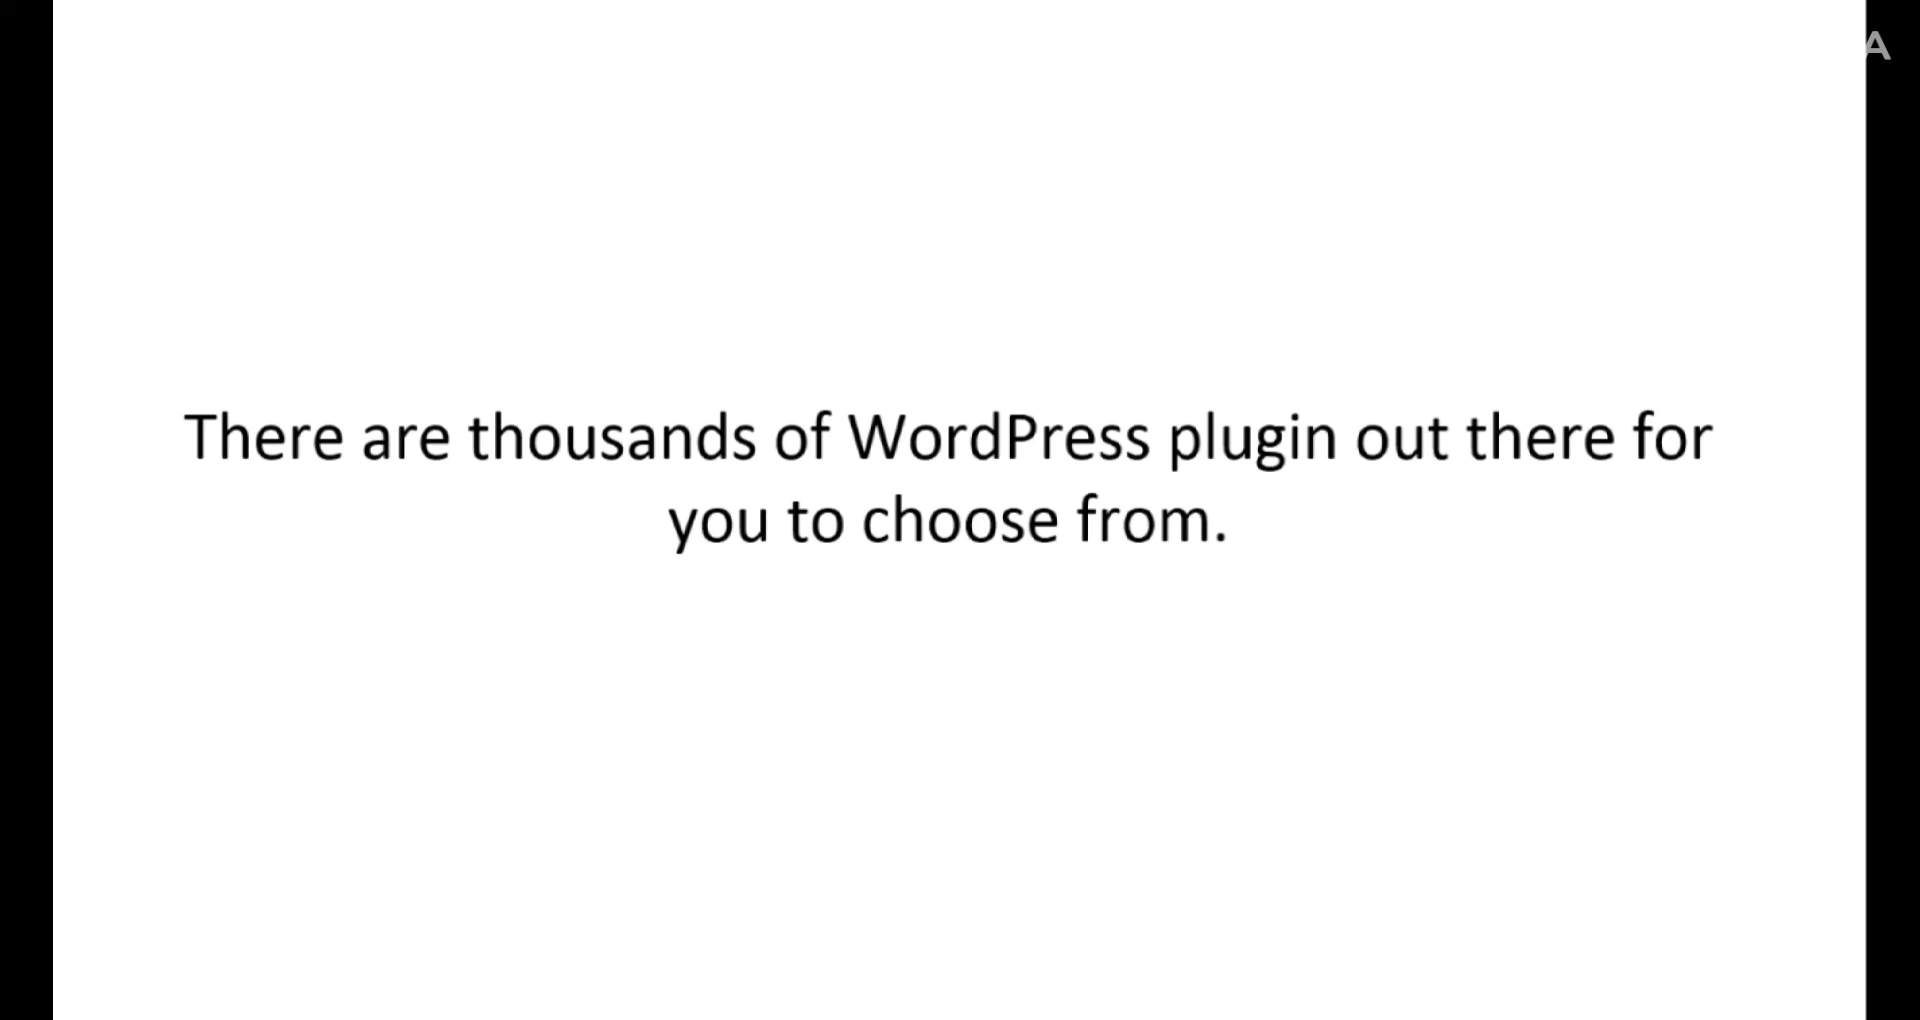 A
There are thousands of WordPress plugin out there for
you to choose from.